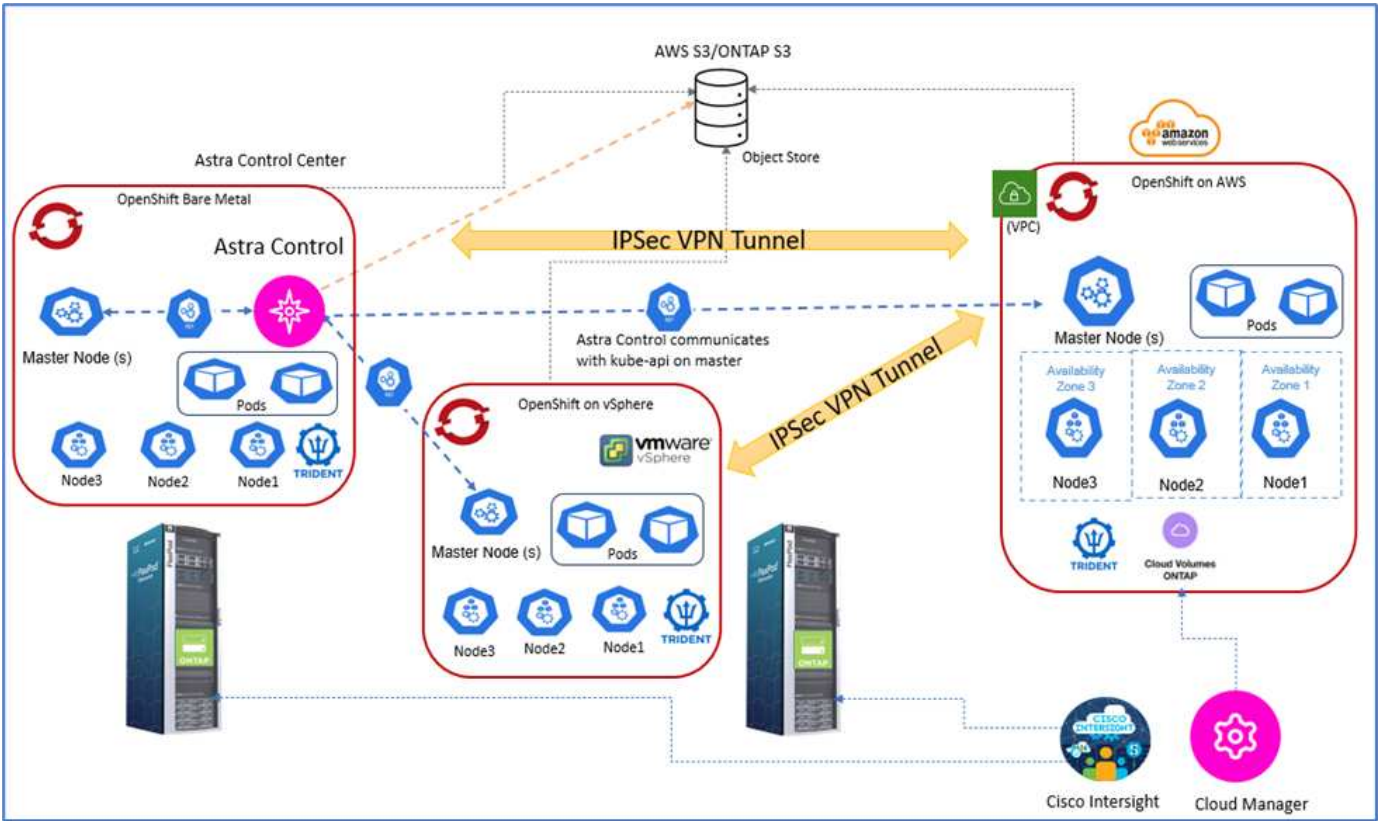 AWS S3/ONTAP S3
Object Store
Astra Control Center
amazon
webservices
OpenShift Bare Metal
Astra Control
Master Node (s)
Pods
Node3
Node2
Node1
TRIDENT
IPSec VPN Tunnel
Astra Control communicates
with kube-api on master
IPSec VPN Tunnel
OpenShift on vSphere
vmware
vSphere
Master Node (s)
Pods
Node3
Node2
Node1
TRIDENT
(VPC)
OpenShift on AWS
Master Node (s)
Pods
Availability
Zone 3
Availability
Zone 2
Availability
Zone 1
Node3
Node2
Node1
TRIDENT
Cloud Volumes
ONTAP
FlexPod
ONTAP
FlexPod
ONTAP
CISCO
INTERSIGHT
Cisco Intersight
Cloud Manager